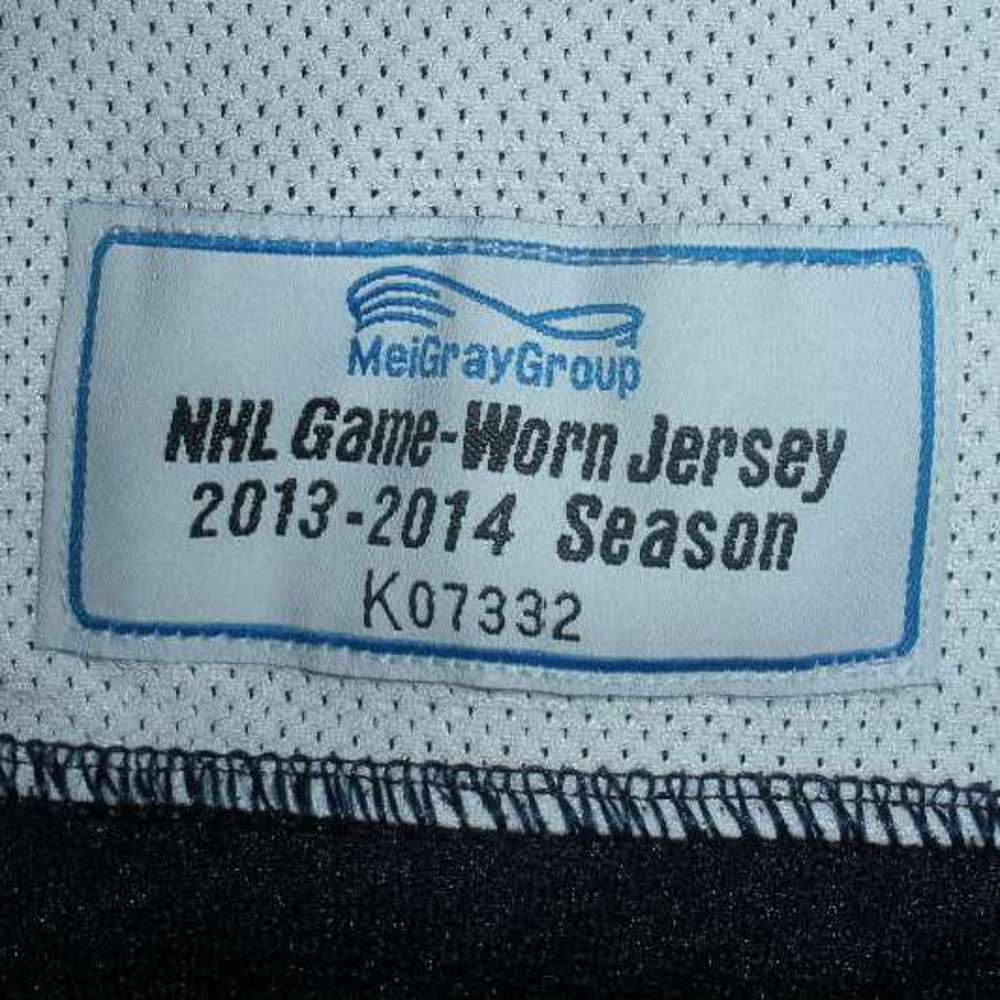 MeiGrayGroup
NHL Game-Worn Jersey
2013-2014 Season
K07332